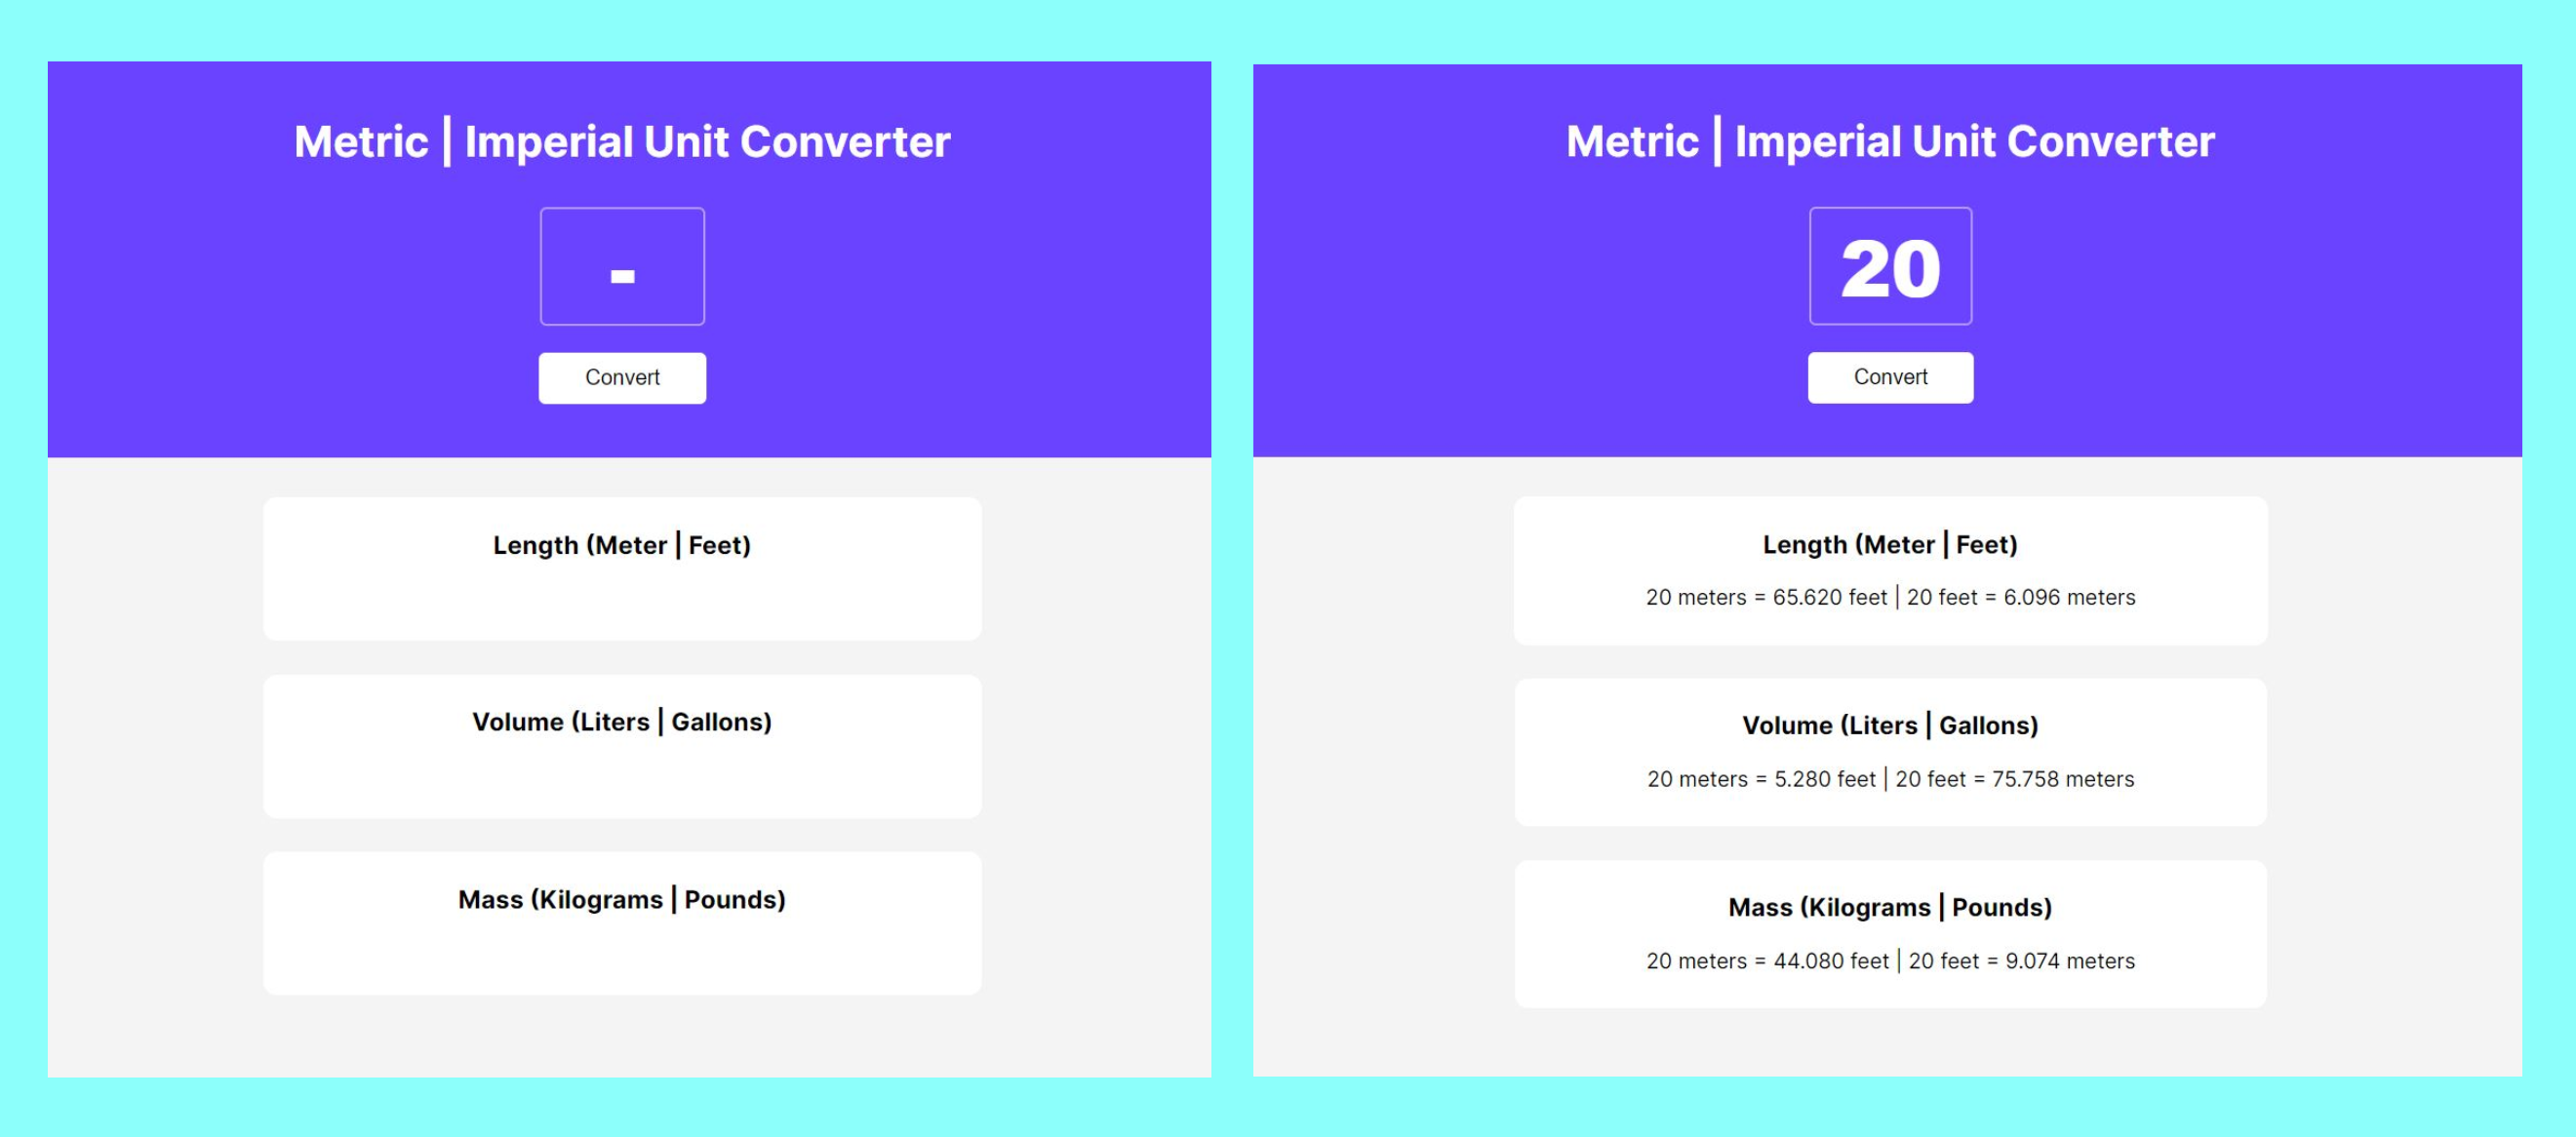 Metric | Imperial Unit Converter
-
Convert
Length (Meter | Feet)
Volume (Liters | Gallons)
Mass (Kilograms | Pounds)
Metric | Imperial Unit Converter
20
Convert
Length (Meter | Feet)
20 meters = 65.620 feet | 20 feet = 6.096 meters
Volume (Liters | Gallons)
20 meters = 5.280 feet | 20 feet = 75.758 meters
Mass (Kilograms | Pounds)
20 meters = 44.080 feet | 20 feet = 9.074 meters